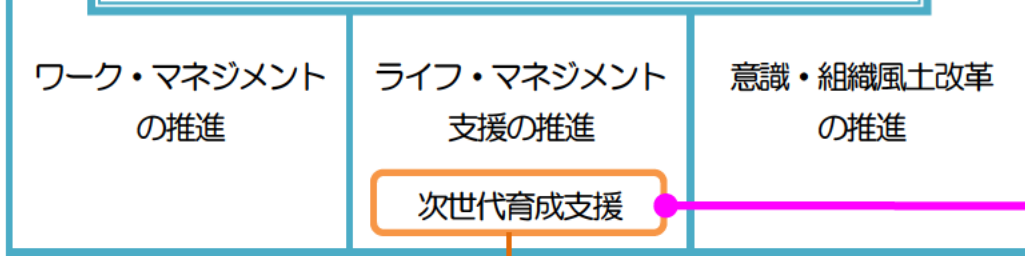 ワーク・マネジメント
の推進
ライフ・マネジメント
支援の推進
次世代育成支援
意識・組織風土改革
の推進